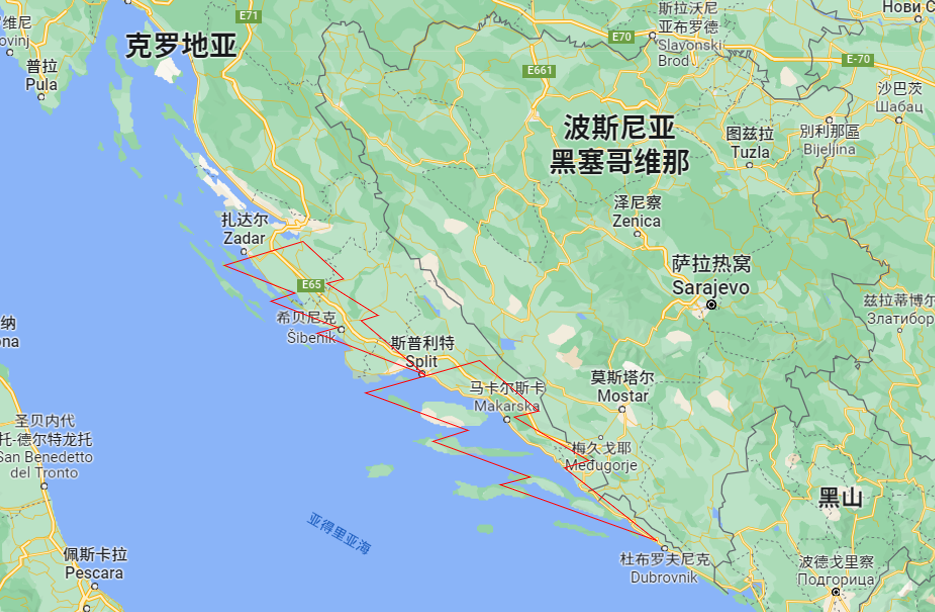 维尼
ovinj
普拉
Pula
克罗地亚
E71
斯拉沃尼
亚布罗德
Slavonski
Brod
E70
E661
Нови С
E-70
沙巴茨
Шабац
波斯尼亚
黑塞哥维那
图兹拉
Tuzla
別利那區
Bijeljina
泽尼察
Zenica
扎达尔
Zadar
萨拉热窝
Sarajevo
E65
希贝尼克
Šibenik
兹拉蒂博尔
Златибор
纳
ona
斯普利特
Split
马卡尔斯卡
Makarska
莫斯塔尔
Mostar
圣贝内代
托-德尔特龙托
San Benedetto
del Tronto
梅久戈耶
Međugorje
黑山
亚得里亚海
佩斯卡拉
Pescara
杜布罗夫尼克
Dubrovnik
波德戈里察
Подгорица